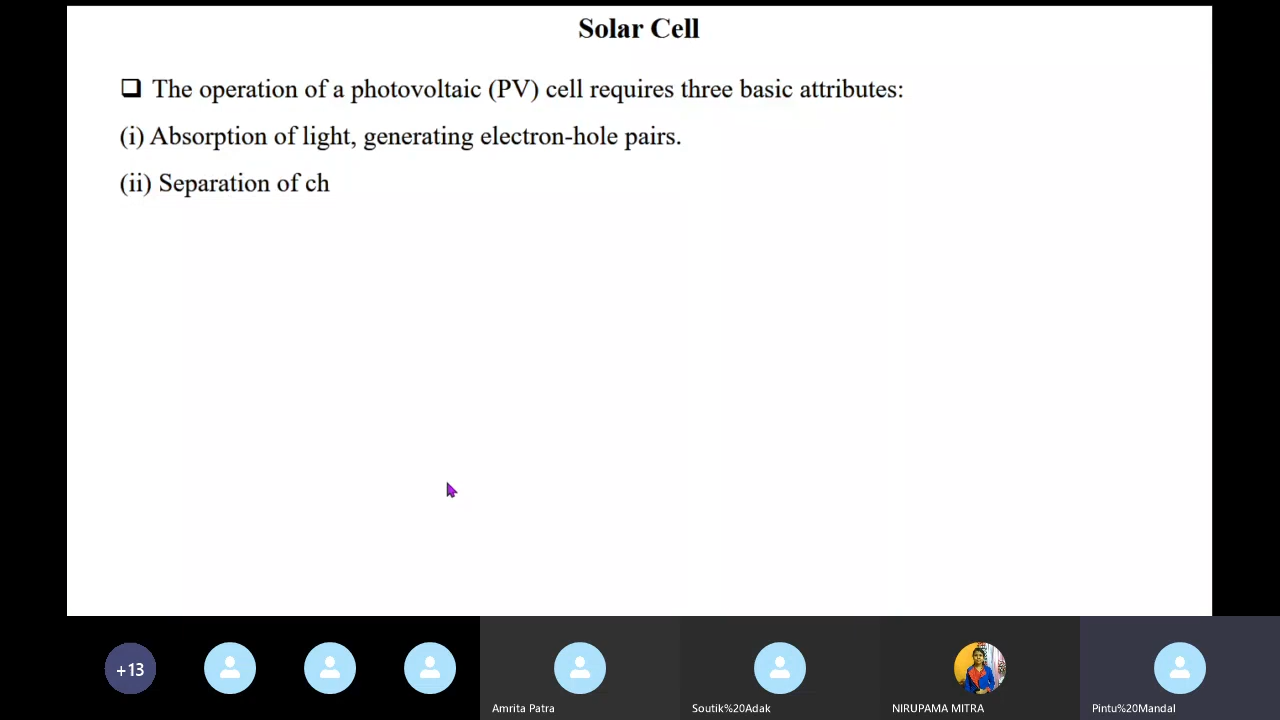 Solar Cell
❑ The operation of a photovoltaic (PV) cell requires three basic attributes:
(i) Absorption of light, generating electron-hole pairs.
(ii) Separation of ch
+13
Amrita Patra
Soutik%20Adak
NIRUPAMA MITRA
Pintu%20Mandal